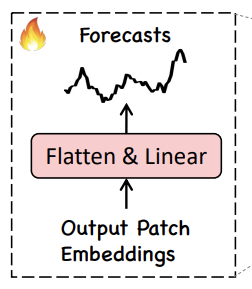 Forecasts
Flatten & Linear
Output Patch
Embeddings